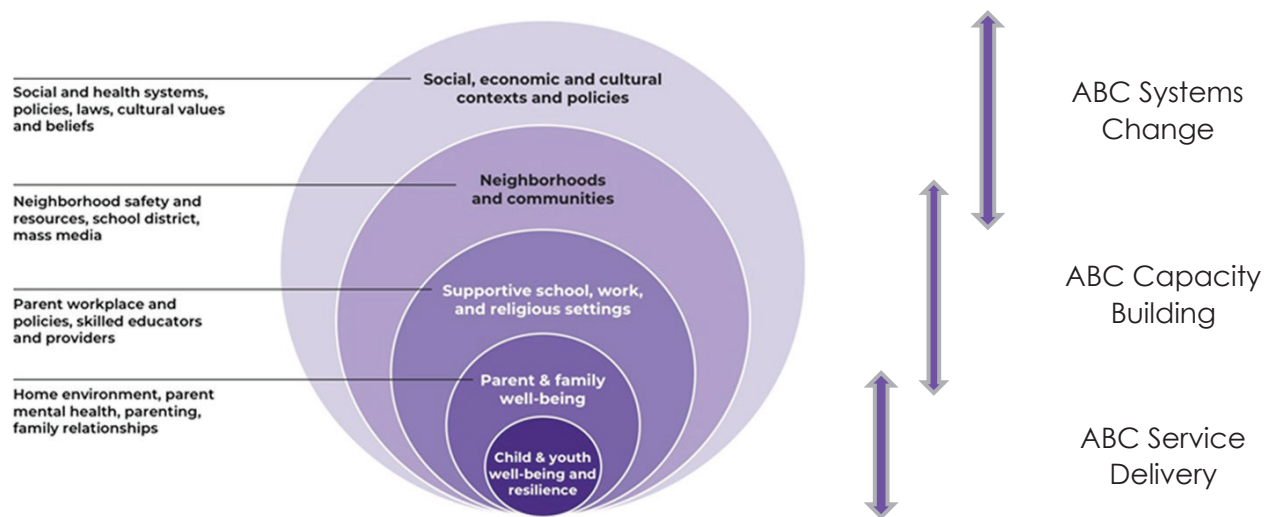 Social and health systems,
policies, laws, cultural values
and beliefs
Neighborhood safety and
resources, school district,
mass media
Parent workplace and
policies, skilled educators
and providers
Home environment, parent
mental health, parenting,
family relationships
Social, economic and cultural
contexts and policies
Neighborhoods
and communities
Supportive school, work,
and religious settings
Parent & family
well-being
Child & youth
well-being and
resilience
ABC Systems
Change
ABC Capacity
Building
ABC Service
Delivery